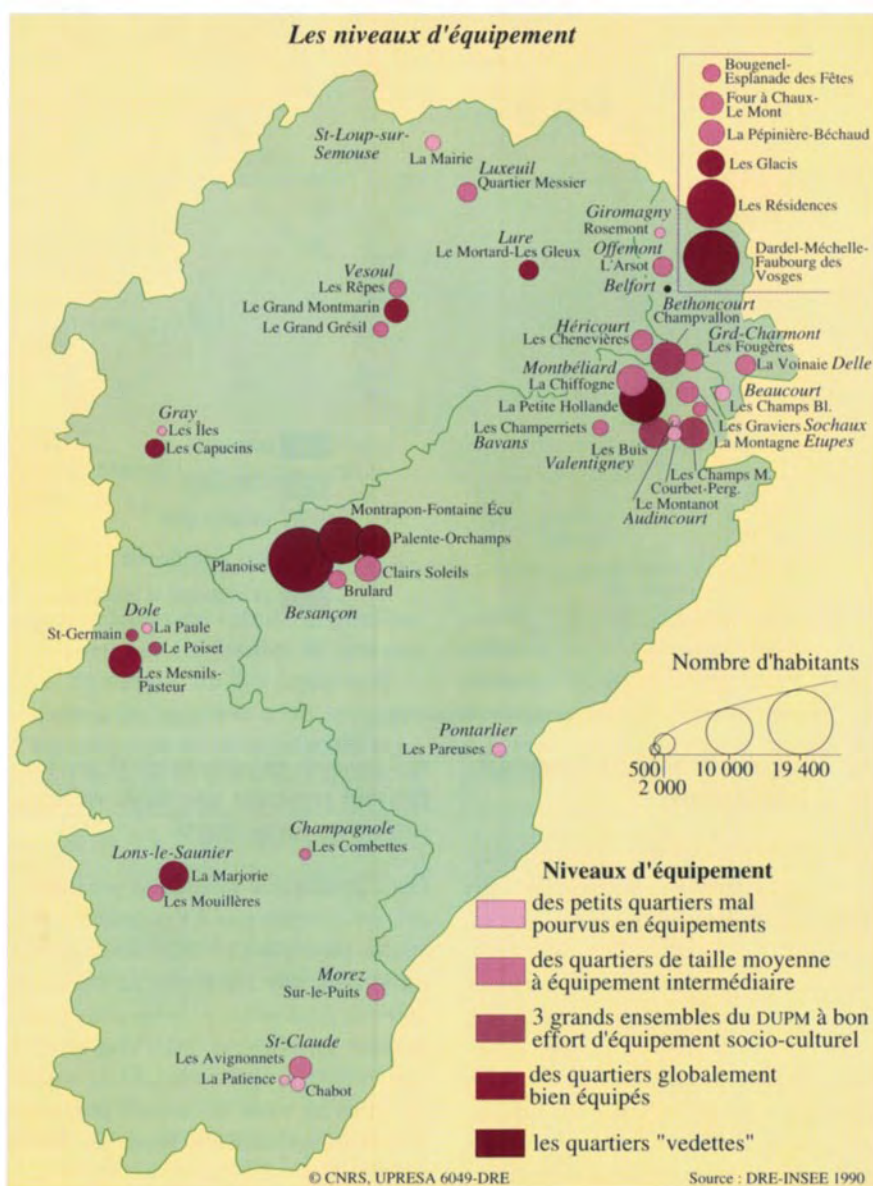 Les niveaux d'équipement
Bougenel-
Esplanade des Fêtes
Four à Chaux-
Le Mont
La Pépinière-Béchaud
Les Glacis
Les Résidences
Dardel-Méchelle-
Faubourg des
Vosges
St-Loup-sur-
Semouse
La Mairie
Luxeuil
Quartier Messier
Giromagny
Rosemont
Lure
Le Mortard-Les Gleux
Offemont
L'Arsot
Belfort
Vesoul
Les Rêpes
Le Grand Montmarin
Le Grand Grésil
Bethoncourt
Champvallon
Héricourt
Les Chenevières
Grd-Charmont
Les Fougères
La Voinaie Delle
Montbéliard
La Chiffogne
Beaucourt
Les Champs Bl.
La Petite Hollande
Les Graviers Sochaux
La Montagne Etupes
Les Champerriets
Bavans
Les Buis
Valentigney
Les Champs M.
Courbet-Perg.
Le Montanot
Audincourt
Gray
Les Îles
Les Capucins
Montrapon-Fontaine Écu
Palente-Orchamps
Planoise
Clairs Soleils
Brulard
Besançon
Dole
La Paule
St-Germain
Le Poiset
Les Mesnils-
Pasteur
Nombre d'habitants
500
2 000
10 000
19 400
Pontarlier
Les Pareuses
Champagnole
Les Combettes
Lons-le-Saunier
La Marjorie
Les Mouillères
Morez
Sur-le-Puits
St-Claude
Les Avignonnets
La Patience
Chabot
Niveaux d'équipement
des petits quartiers mal
pourvus en équipements
des quartiers de taille moyenne
à équipement intermédiaire
3 grands ensembles du DUPM à bon
effort d'équipement socio-culturel
des quartiers globalement
bien équipés
les quartiers "vedettes"
© CNRS, UPRESA 6049-DRE
Source : DRE-INSEE 1990